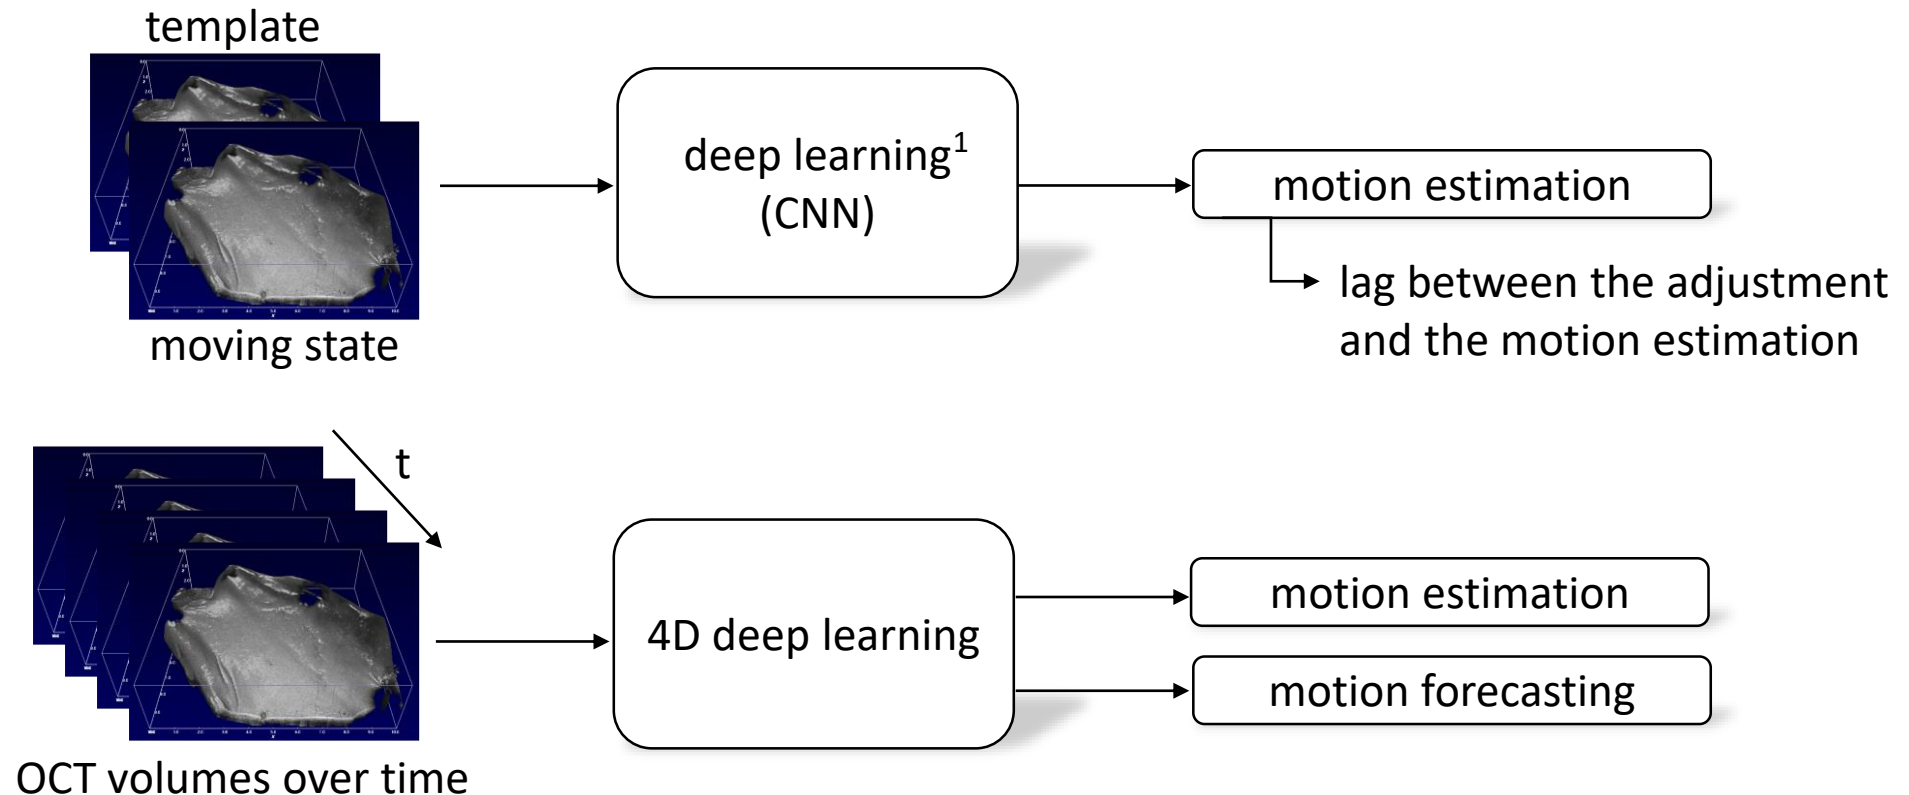 template
moving state
deep learning¹
(CNN)
motion estimation
lag between the adjustment
and the motion estimation
t
OCT volumes over time
4D deep learning
motion estimation
motion forecasting